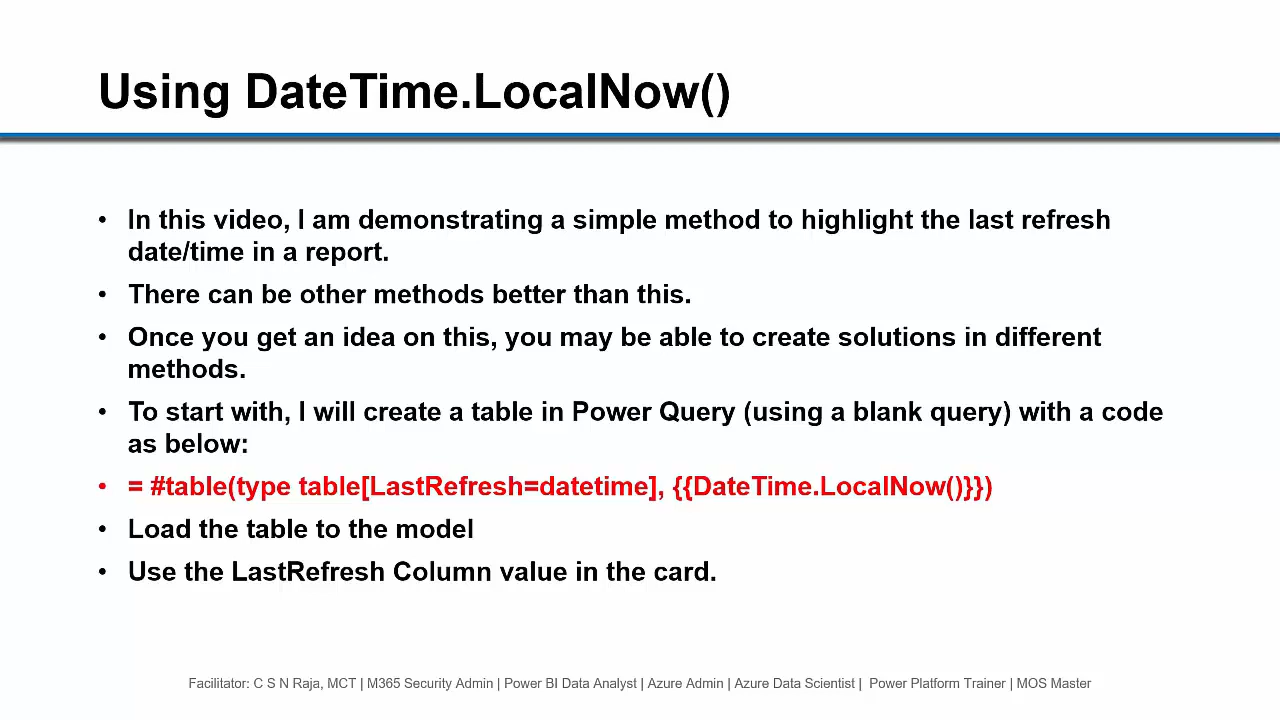 Using DateTime.LocalNow()
• In this video, I am demonstrating a simple method to highlight the last refresh
date/time in a report.
• There can be other methods better than this.
• Once you get an idea on this, you may be able to create solutions in different
methods.
• To start with, I will create a table in Power Query (using a blank query) with a code
as below:
• = #table(type table[LastRefresh=datetime], {{DateTime.LocalNow()}})
• Load the table to the model
• Use the LastRefresh Column value in the card.
Facilitator: C S N Raja, MCT | M365 Security Admin | Power BI Data Analyst | Azure Admin | Azure Data Scientist | Power Platform Trainer | MOS Master